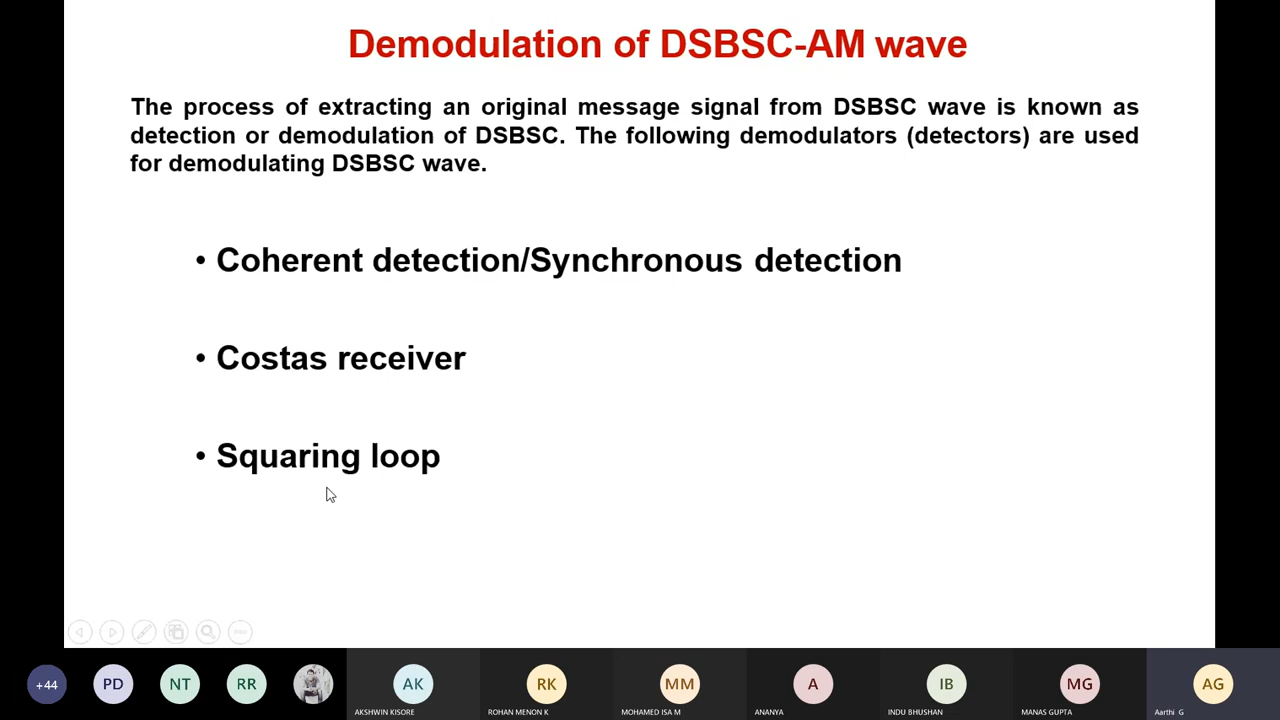 Demodulation of DSBSC-AM wave
The process of extracting an original message signal from DSBSC wave is known as
detection or demodulation of DSBSC. The following demodulators (detectors) are used
for demodulating DSBSC wave.
• Coherent detection/Synchronous detection
• Costas receiver
• Squaring loop
+44 PD NT RR AK RK MM A IB MG AG
AKSHWIN KISORE ROHAN MENON K MOHAMED ISA M ANANYA INDU BHUSHAN MANAS GUPTA Aarthi G